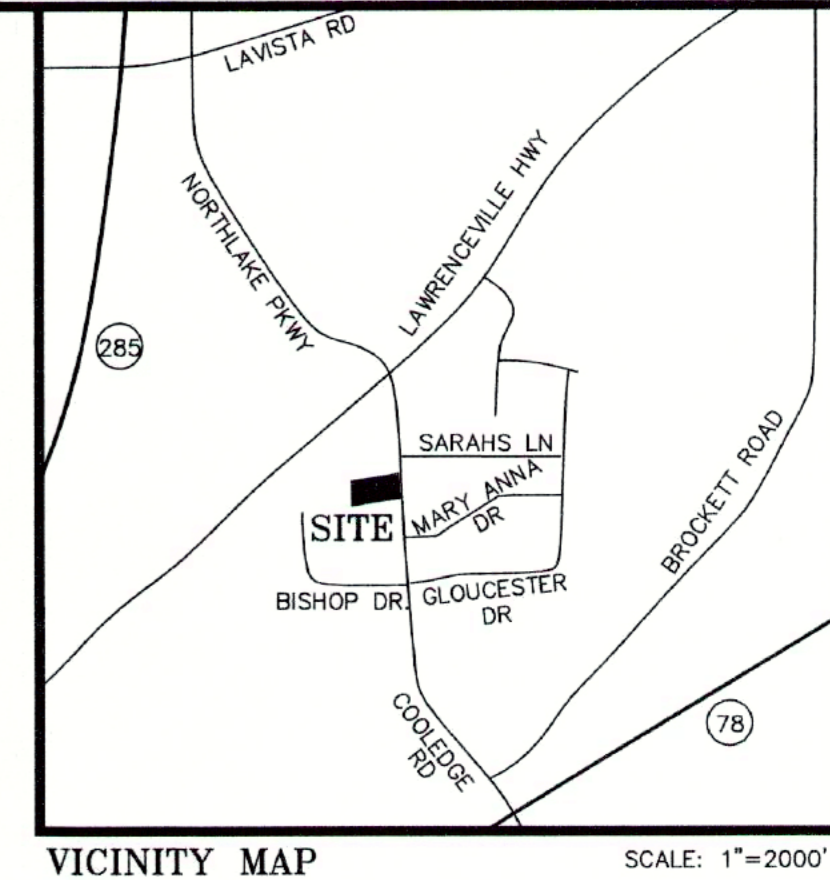 LAVISTA RD
NORTHLAKE PKWY
LAWRENCEVILLE HWY
285
SARAHS LN
MARY ANNA
DR
SITE
BROCKETT ROAD
BISHOP DR.
GLOUCESTER
DR
COOLEDGE
RD
78
VICINITY MAP
SCALE: 1"=2000'